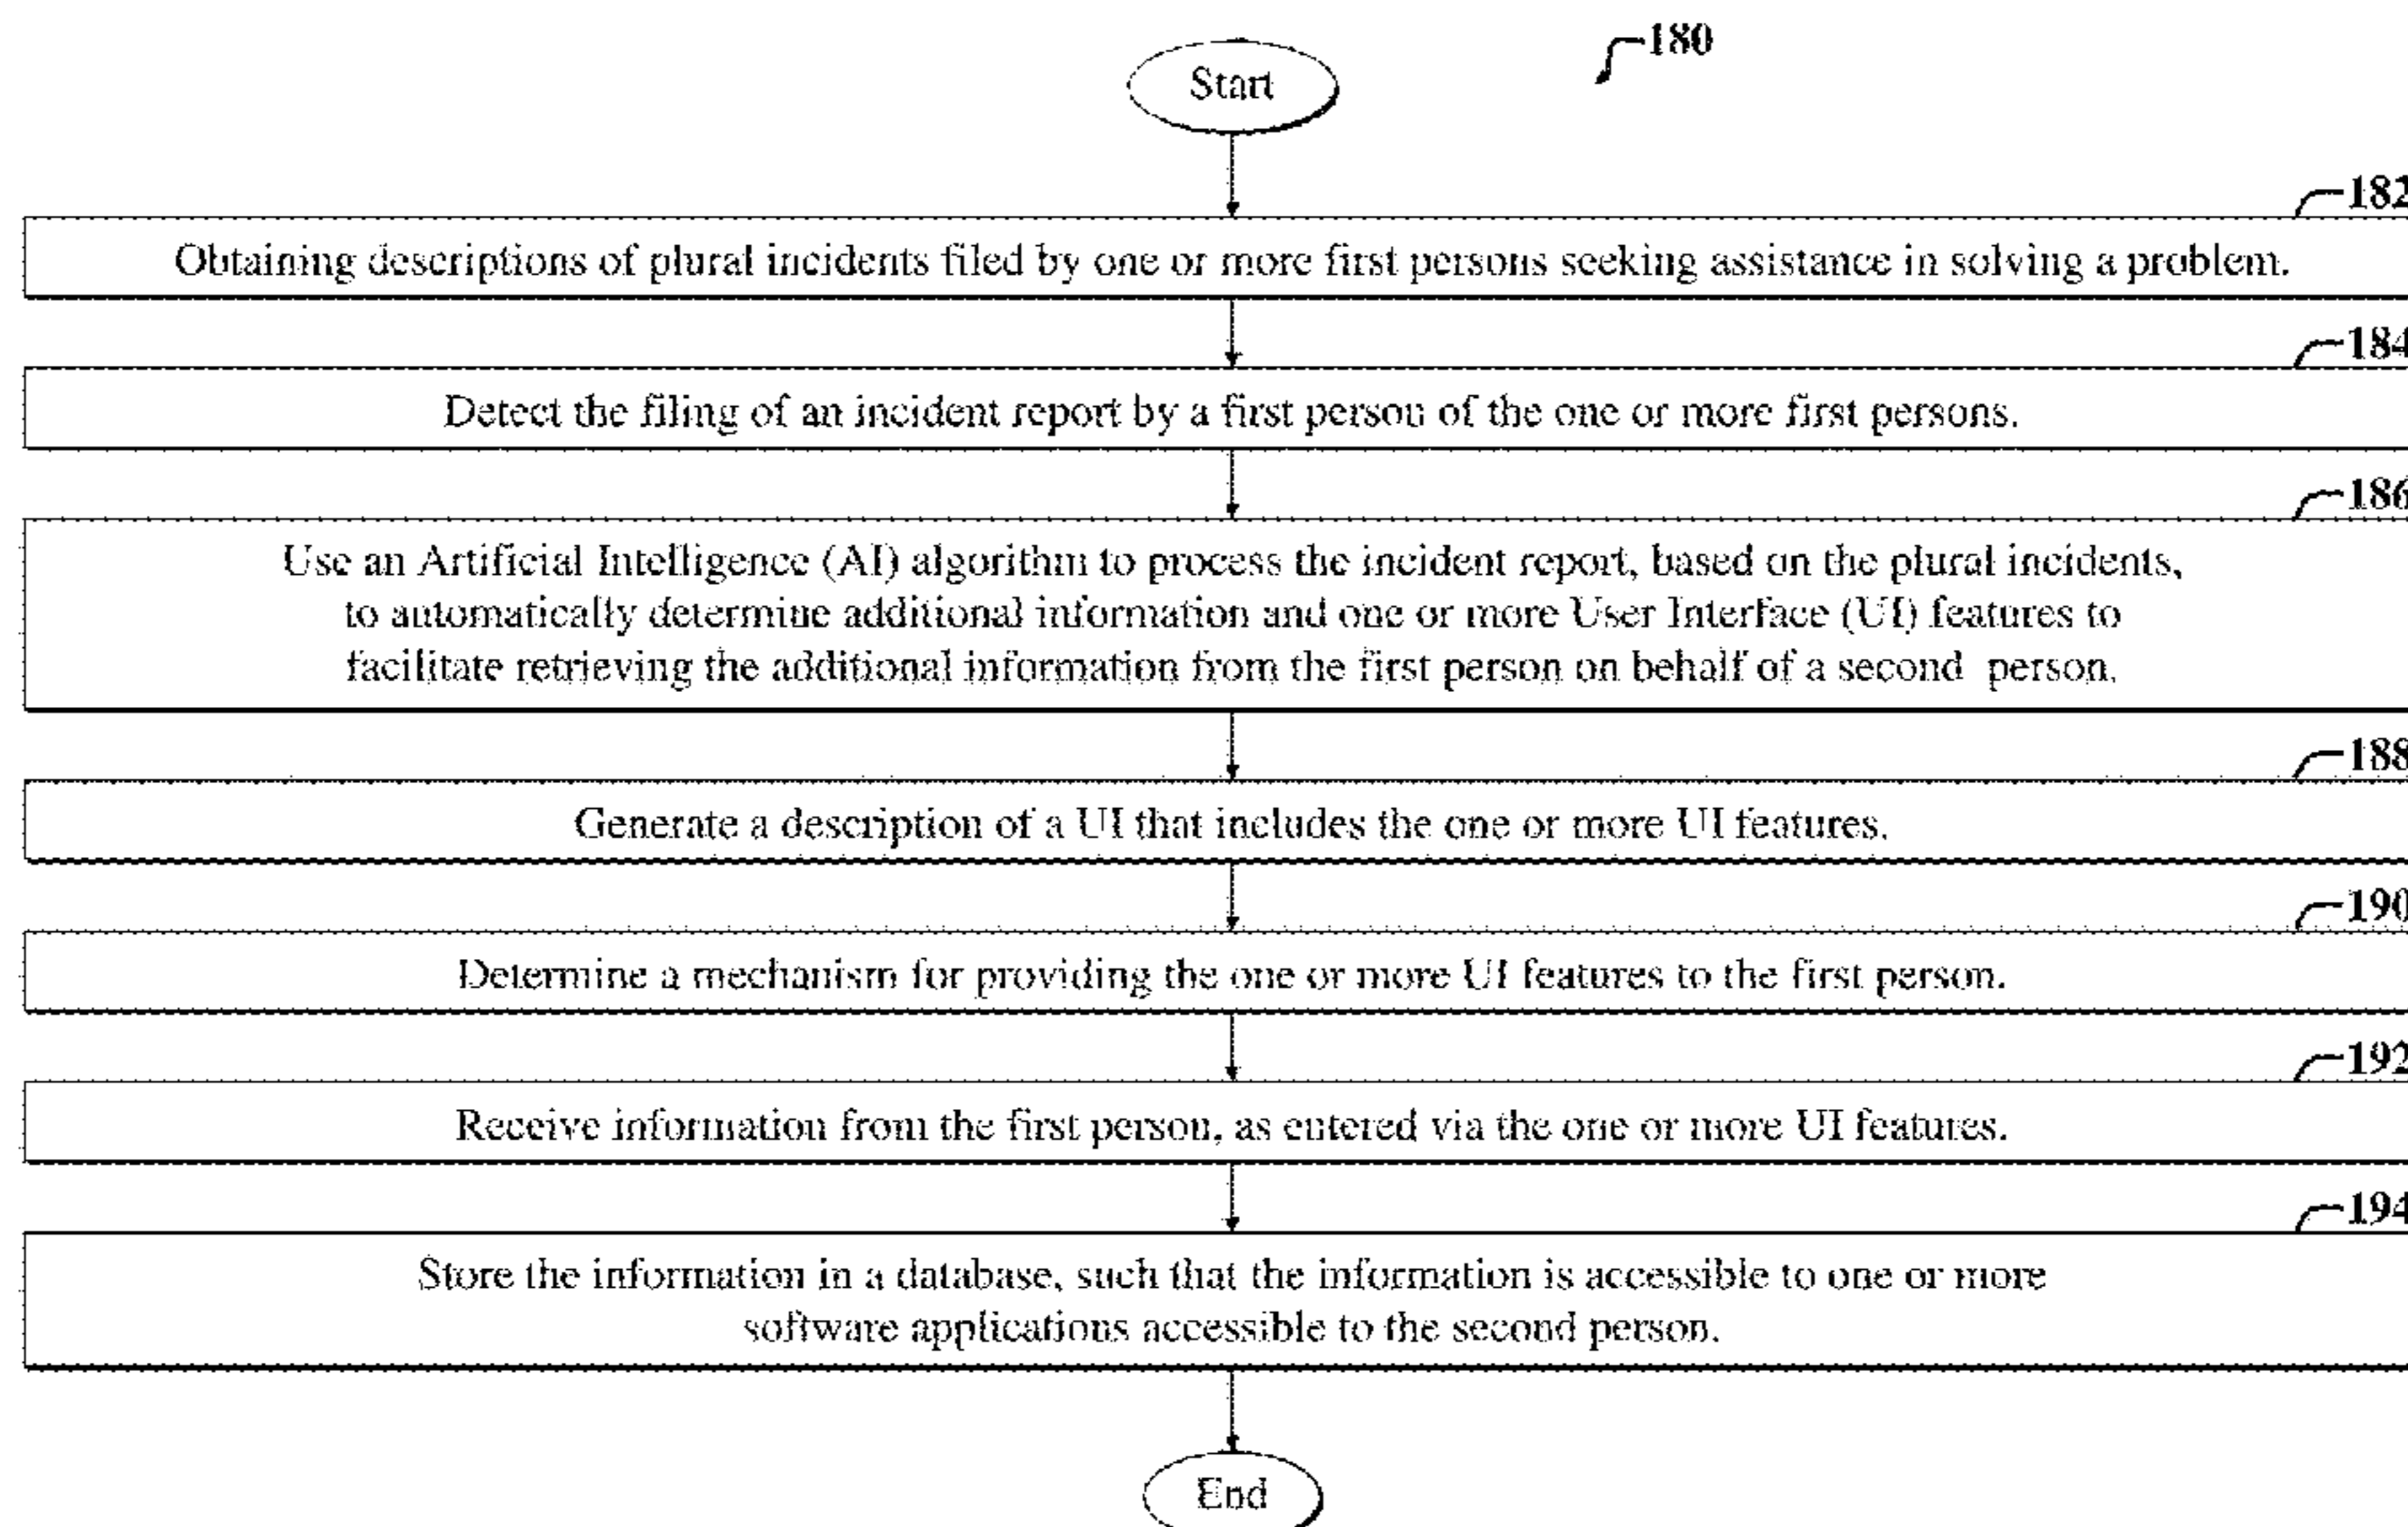 180
Start
182
Obtaining descriptions of plural incidents filed by one or more first persons seeking assistance in solving a problem.
184
Detect the filing of an incident report by a first person of the one or more first persons.
186
Use an Artificial Intelligence (AI) algorithm to process the incident report, based on the plural incidents,
to automatically determine additional information and one or more User Interface (UI) features to
facilitate retrieving the additional information from the first person on behalf of a second person.
188
Generate a description of a UI that includes the one or more UI features.
190
Determine a mechanism for providing the one or more UI features to the first person.
192
Receive information from the first person, as entered via the one or more UI features.
194
Store the information in a database, such that the information is accessible to one or more
software applications accessible to the second person.
End